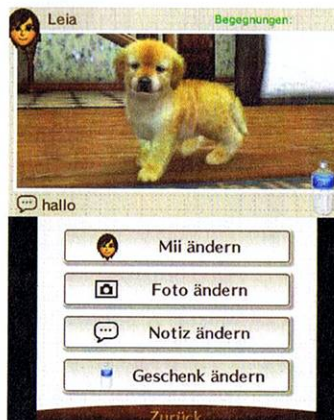 Leia
Begegnungen:
hallo
Mii ändern
Foto ändern
Notiz ändern
Geschenk ändern
Zurück